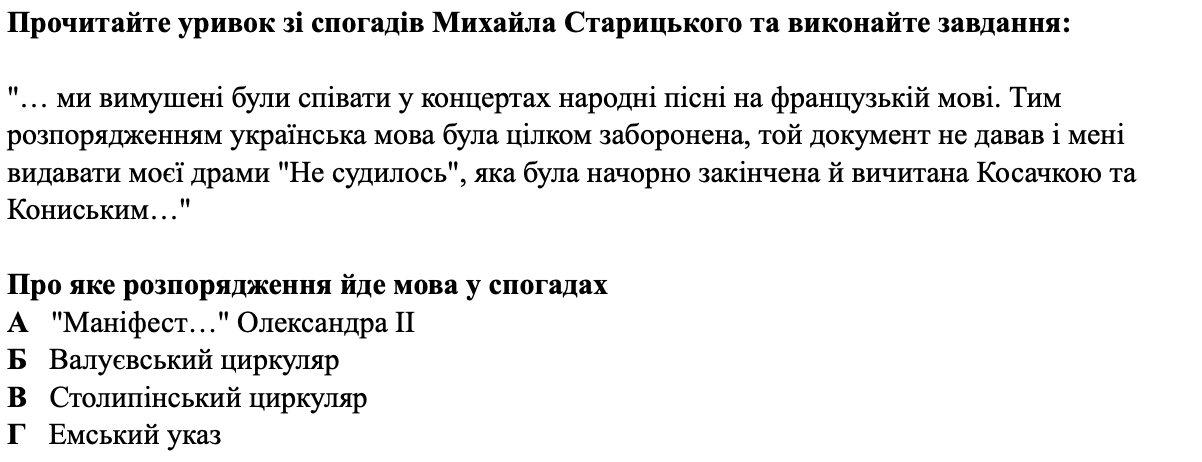 Прочитайте уривок зі спогадів Михайла Старицького та виконайте завдання:
"… ми вимушені були співати у концертах народні пісні на французькій мові. Тим
розпорядженням українська мова була цілком заборонена, той документ не давав і мені
видавати моєї драми "Не судилось", яка була начорно закінчена й вичитана Косачкою та
Кониським…"
Про яке розпорядження йде мова у спогадах
А "Маніфест…" Олександра ІІ
Б Валуєвський циркуляр
В Столипінський циркуляр
Г Емський указ